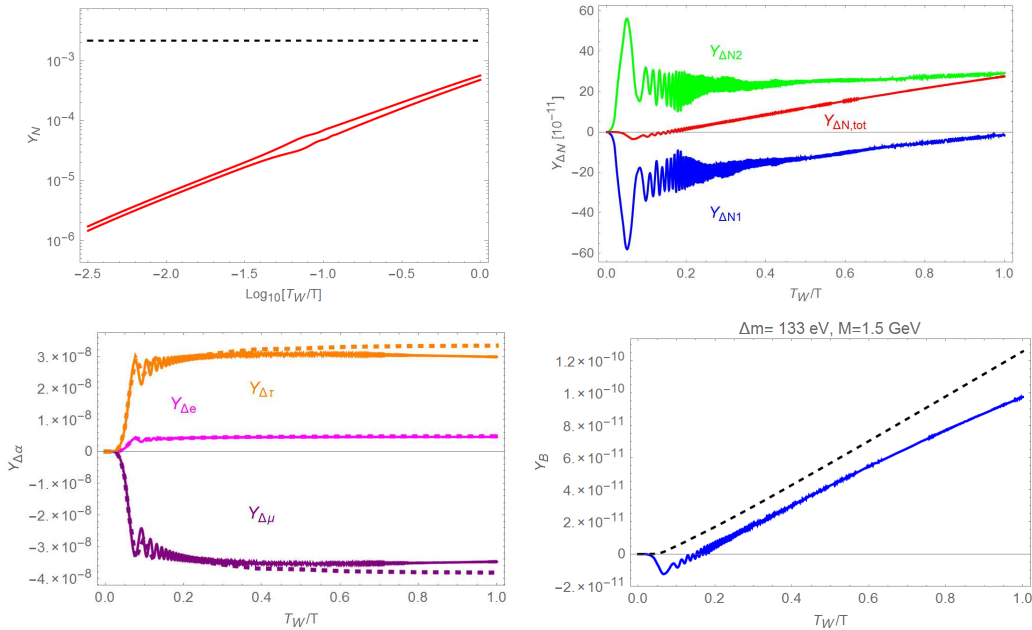 10⁻³
10⁻⁴
10⁻⁵
10⁻⁶
Y_N
−2.5 −2.0 −1.5 −1.0 −0.5 0.0
Log₁₀[T_W/T]
60
40
20
0
−20
−40
−60
Y_ΔN [10⁻¹¹]
Y_ΔN2
Y_ΔN,tot
Y_ΔN1
0.0 0.2 0.4 0.6 0.8 1.0
T_W/T
3.×10⁻⁸
2.×10⁻⁸
1.×10⁻⁸
0
−1.×10⁻⁸
−2.×10⁻⁸
−3.×10⁻⁸
−4.×10⁻⁸
Y_Δα
Y_Δτ
Y_Δe
Y_Δμ
0.0 0.2 0.4 0.6 0.8 1.0
T_W/T
Δm= 133 eV, M=1.5 GeV
1.2×10⁻¹⁰
1.×10⁻¹⁰
8.×10⁻¹¹
6.×10⁻¹¹
4.×10⁻¹¹
2.×10⁻¹¹
0
−2.×10⁻¹¹
Y_B
0.0 0.2 0.4 0.6 0.8 1.0
T_W/T